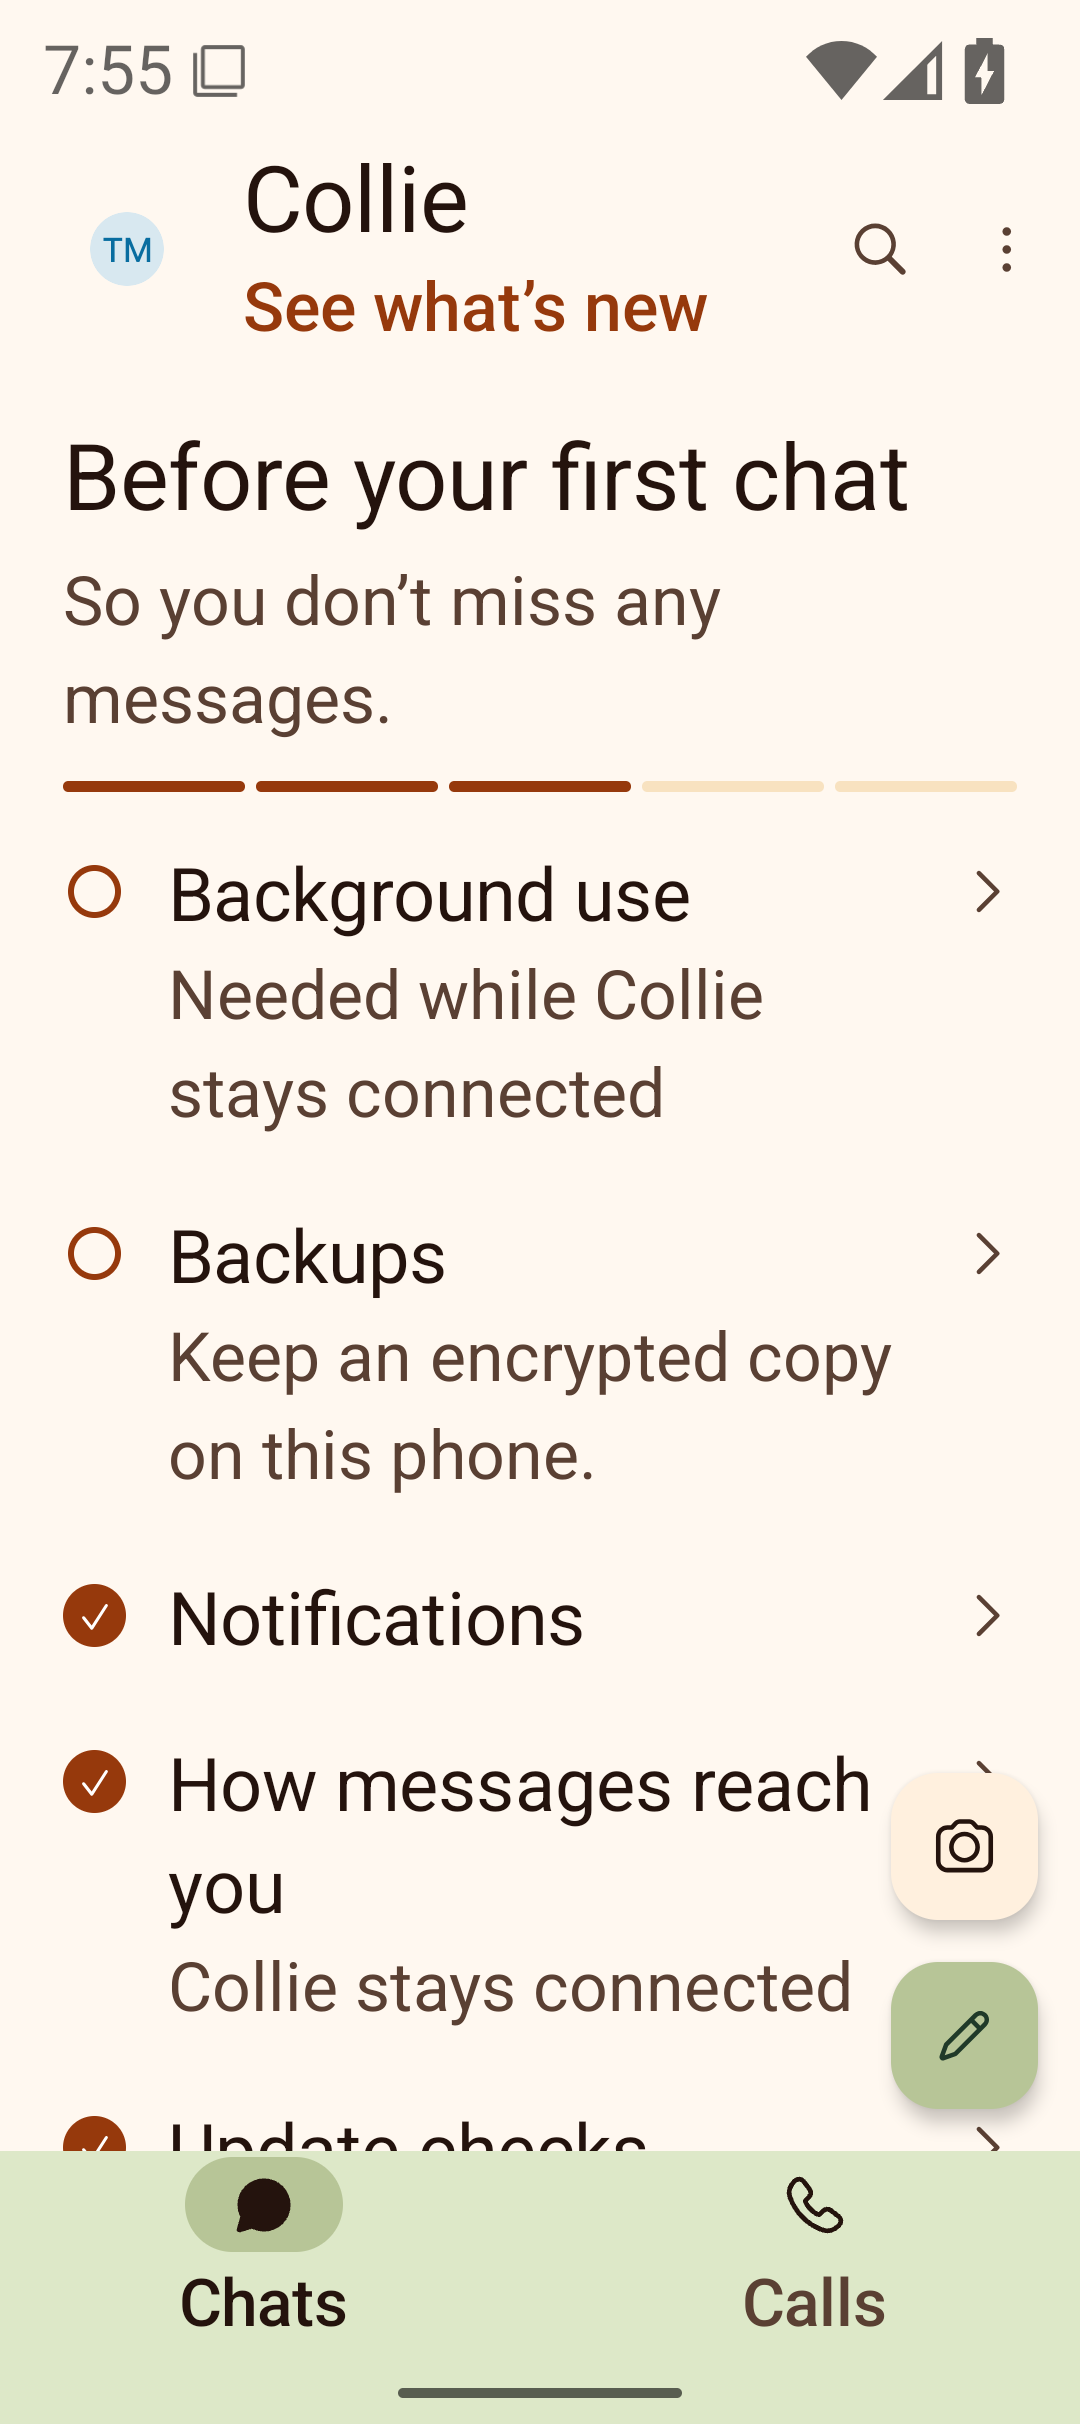 7:55
TM
Collie
See what’s new
Before your first chat
So you don’t miss any
messages.
Background use
Needed while Collie
stays connected
Backups
Keep an encrypted copy
on this phone.
Notifications
How messages reach
you
Collie stays connected
Update checks
Chats
Calls